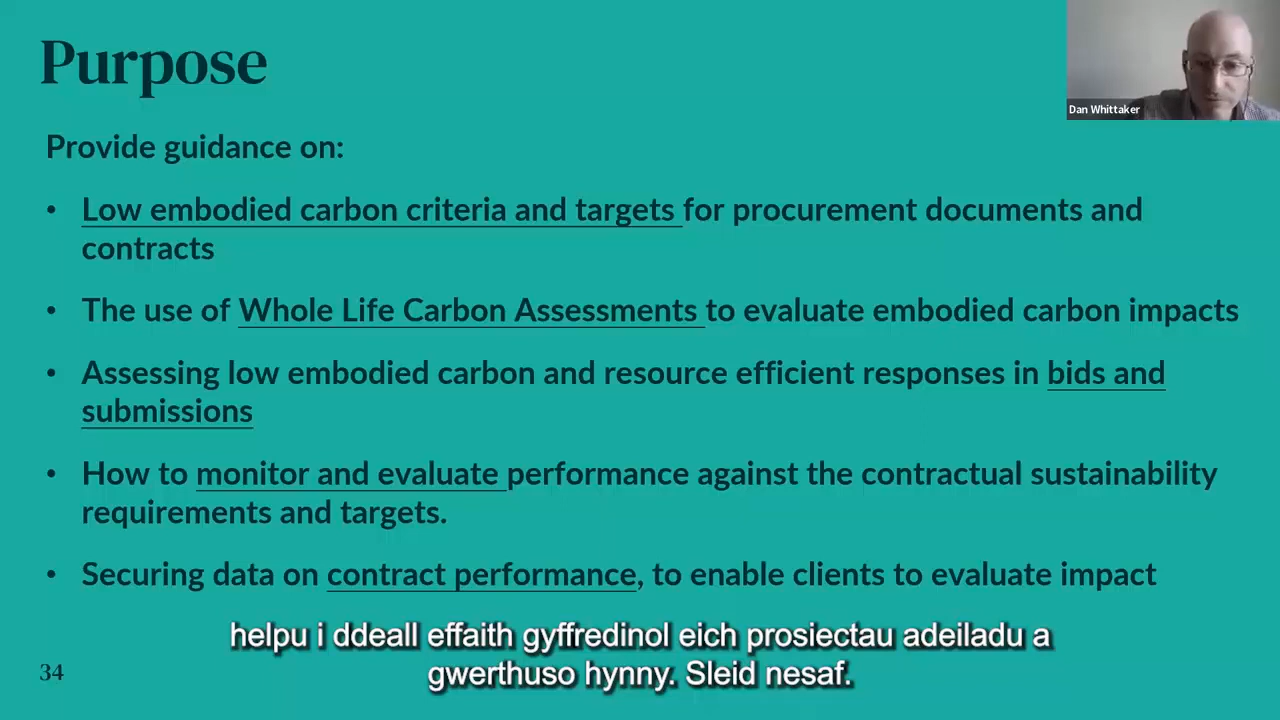 Purpose
Dan Whittaker
Provide guidance on:
• Low embodied carbon criteria and targets for procurement documents and
contracts
• The use of Whole Life Carbon Assessments to evaluate embodied carbon impacts
• Assessing low embodied carbon and resource efficient responses in bids and
submissions
• How to monitor and evaluate performance against the contractual sustainability
requirements and targets.
• Securing data on contract performance, to enable clients to evaluate impact
helpu i ddeall effaith gyffredinol eich prosiectau adeiladu a
gwerthuso hynny. Sleid nesaf.
34